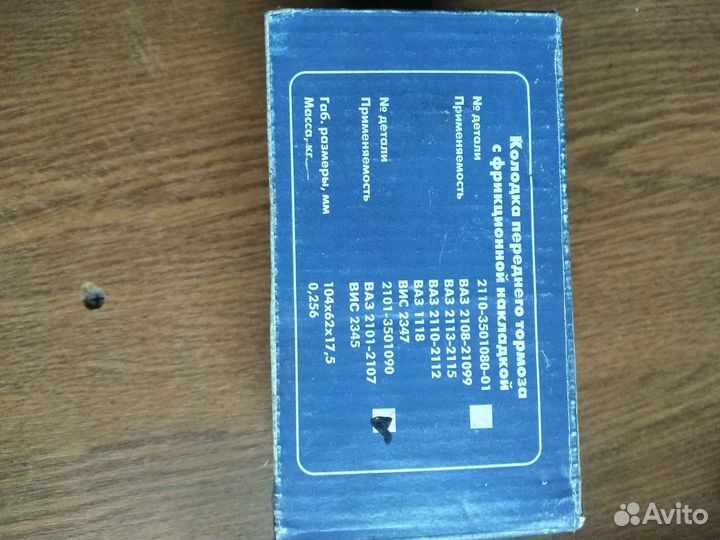 Колодка переднего тормоза
с фрикционной накладкой
№ детали 2110-3501080-01
Применяемость ВАЗ 2108-21099
ВАЗ 2113-2115
ВАЗ 2110-2112
ВАЗ 1118
ВИС 2347
№ детали 2101-3501090
Применяемость ВАЗ 2101-2107
ВИС 2345
Габ. размеры, мм 104х62х17,5
Масса, кг 0,256
Avito